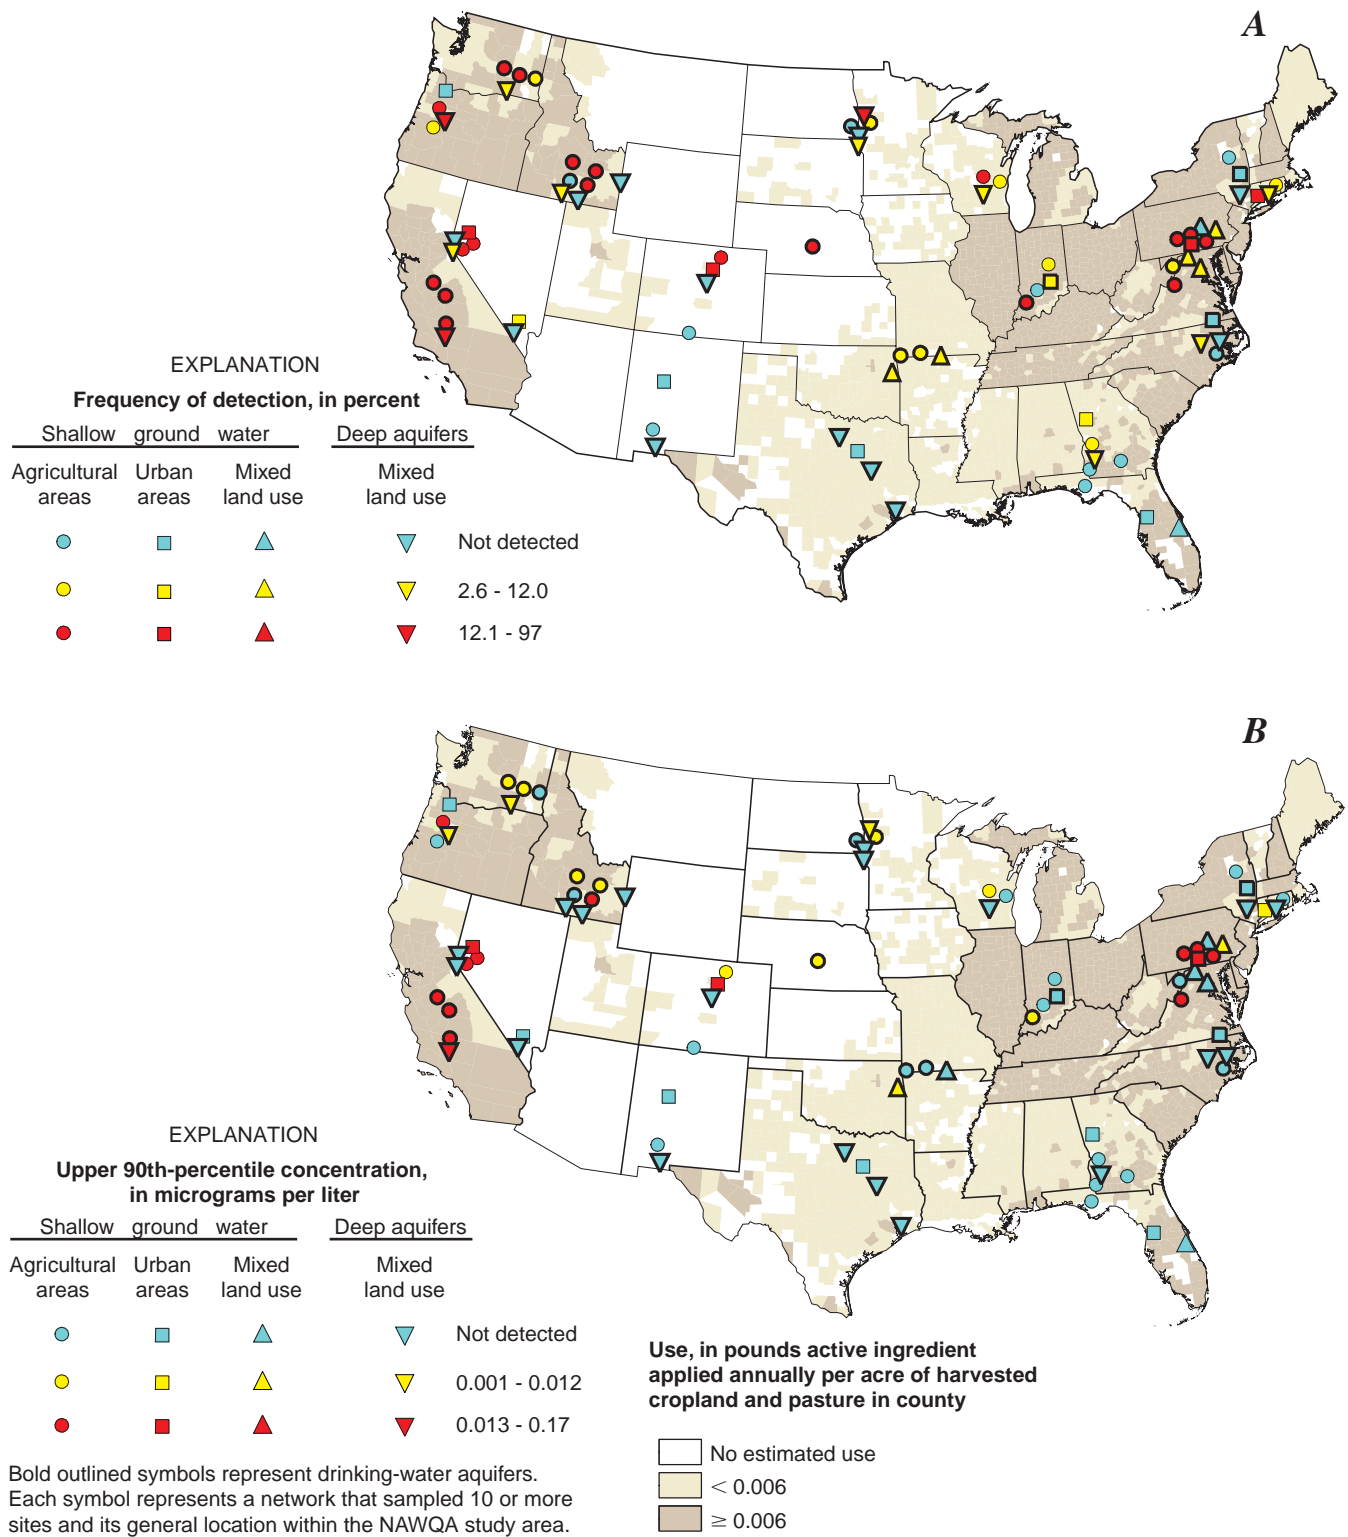 A
EXPLANATION
Frequency of detection, in percent
Shallow ground water
Deep aquifers
Agricultural areas
Urban areas
Mixed land use
Mixed land use
Not detected
2.6 - 12.0
12.1 - 97
B
EXPLANATION
Upper 90th-percentile concentration,
in micrograms per liter
Shallow ground water
Deep aquifers
Agricultural areas
Urban areas
Mixed land use
Mixed land use
Not detected
0.001 - 0.012
0.013 - 0.17
Bold outlined symbols represent drinking-water aquifers.
Each symbol represents a network that sampled 10 or more
sites and its general location within the NAWQA study area.
Use, in pounds active ingredient
applied annually per acre of harvested
cropland and pasture in county
No estimated use
< 0.006
≥ 0.006